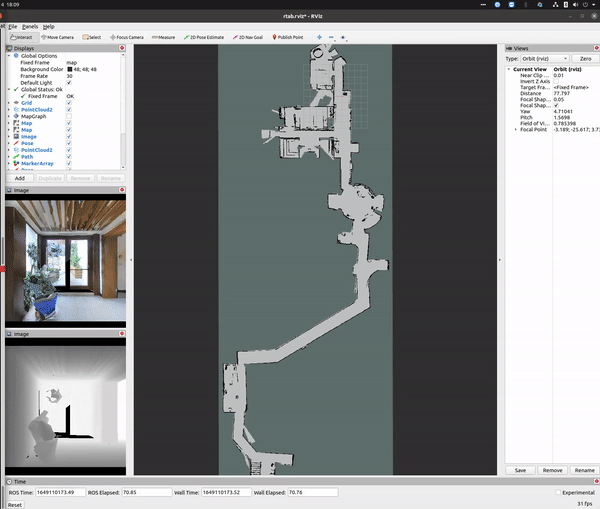 4 18:09
rtab.rviz* - RViz
File Panels Help
Interact Move Camera Select Focus Camera Measure 2D Pose Estimate 2D Nav Goal Publish Point
Displays
Global Options
Fixed Frame map
Background Color 48; 48; 48
Frame Rate 30
Default Light
Global Status: Ok
Fixed Frame OK
Grid
PointCloud2
MapGraph
Map
Map
Image
Pose
PointCloud2
Path
MarkerArray
Add Duplicate Remove Rename
Image
Image
Views
Type: Orbit (rviz) Zero
Current View Orbit (rviz)
Near Clip ... 0.01
Invert Z Axis
Target Fra... <Fixed Frame>
Distance 77.797
Focal Shap... 0.05
Focal Shap...
Yaw 4.71041
Pitch 1.5698
Field of Vi... 0.785398
Focal Point -3.189; -25.617; 3.7
Save Remove Rename
Time
ROS Time: 1649110173.49 ROS Elapsed: 70.85 Wall Time: 1649110173.52 Wall Elapsed: 70.76 Experimental
Reset 31 fps